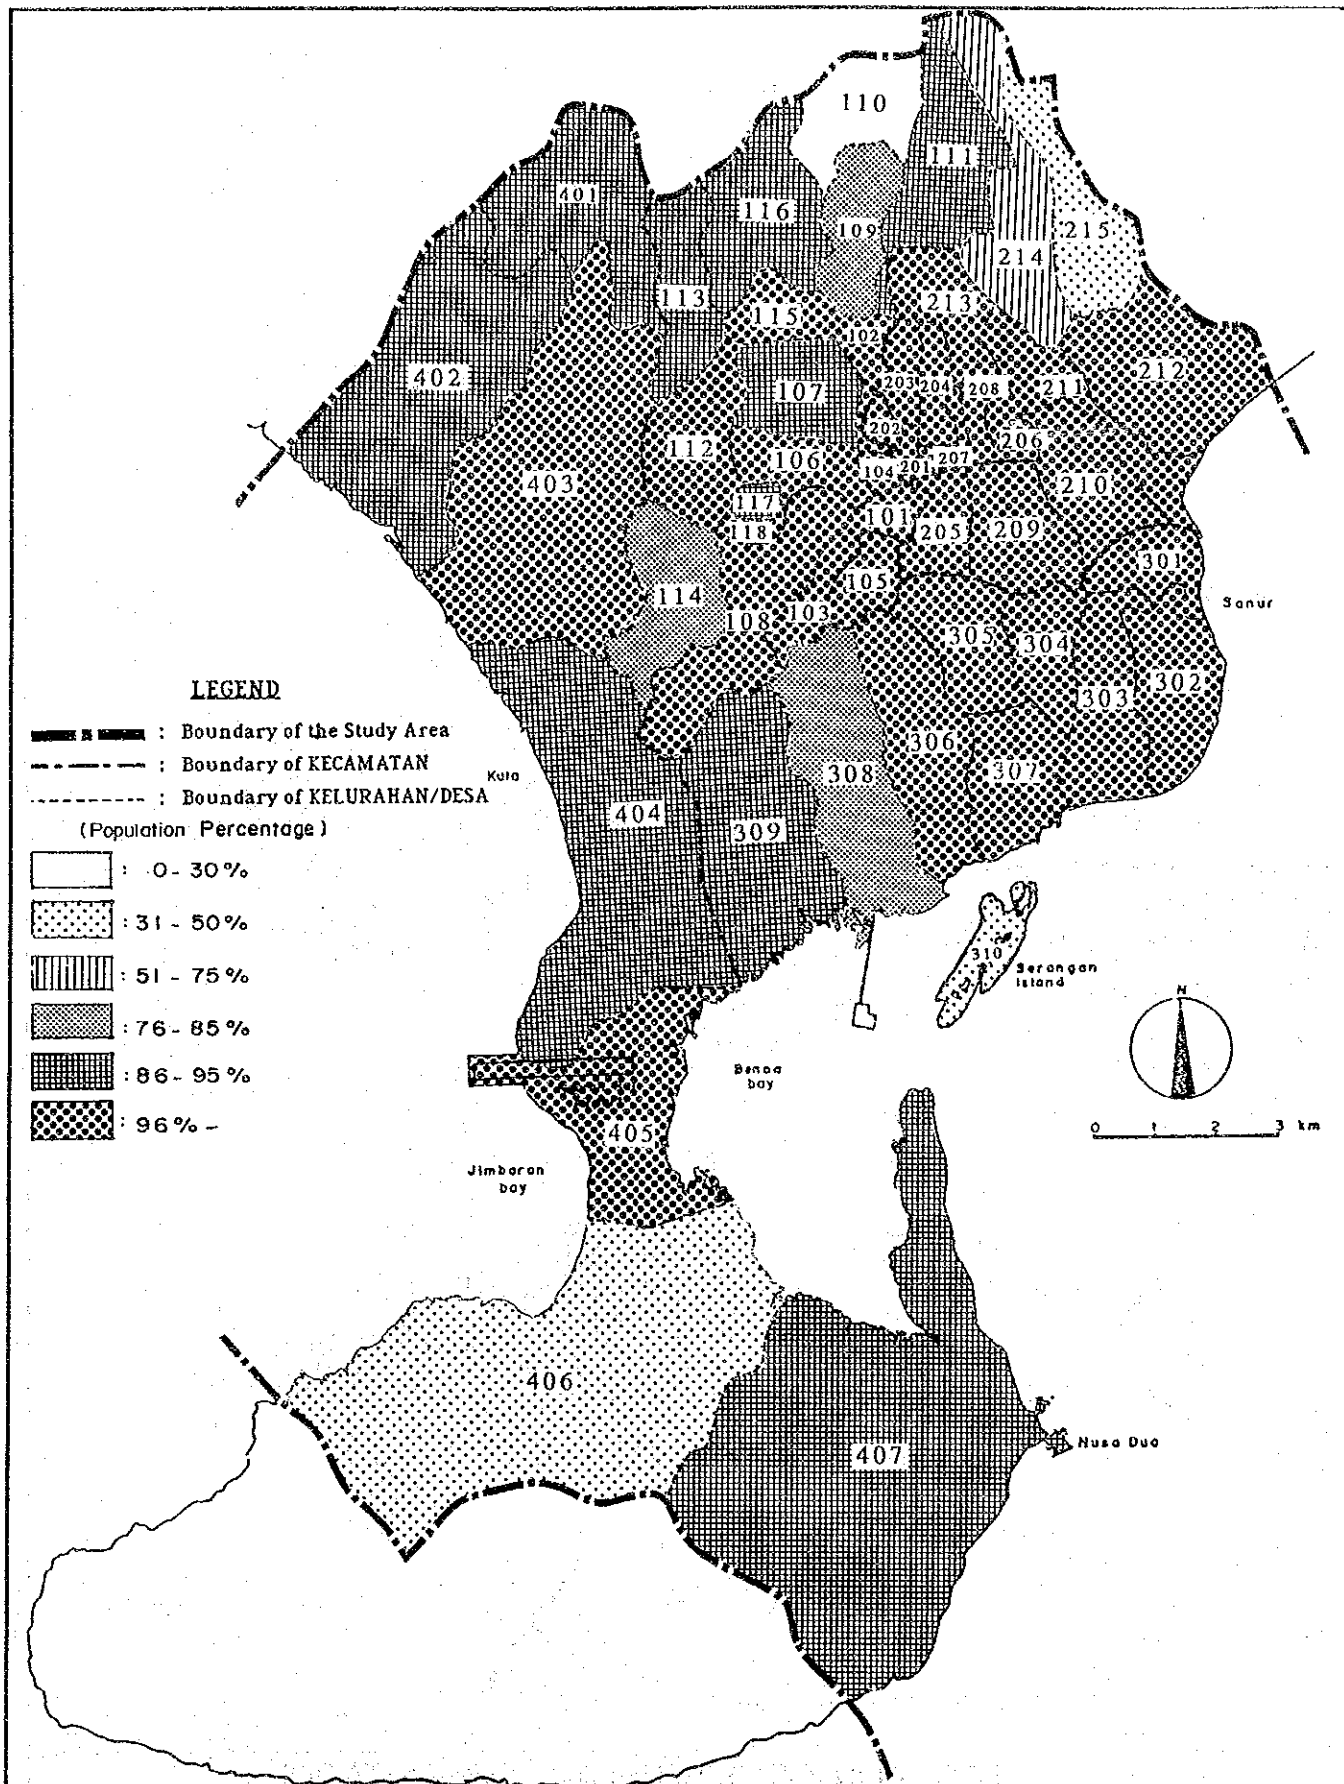 110
111
401
116
109
215
214
113
213
115
102
402
107
203
204
208
211
212
202
112
106
206
403
104
201
207
210
117
101
118
205
209
301
105
114
103
108
Sanur
305
304
303
302
306
307
308
404
309
Kuta
LEGEND
: Boundary of the Study Area
: Boundary of KECAMATAN
: Boundary of KELURAHAN/DESA
(Population Percentage)
: 0 - 30 %
: 31 - 50 %
: 51 - 75 %
: 76 - 85 %
: 86 - 95 %
: 96 % -
310
Serangan
Island
N
Benoa
bay
0 1 2 3 km
405
Jimbaran
bay
406
407
Nusa Dua